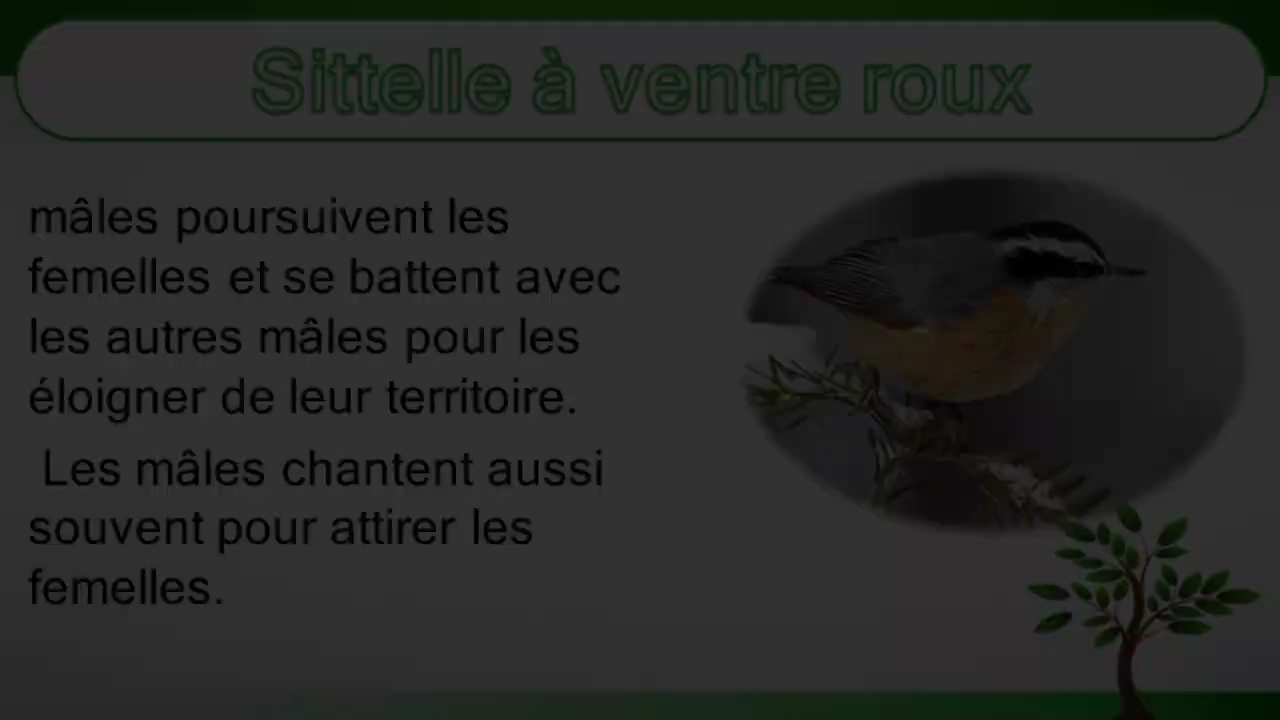 Sittelle à ventre roux
mâles poursuivent les
femelles et se battent avec
les autres mâles pour les
éloigner de leur territoire.
Les mâles chantent aussi
souvent pour attirer les
femelles.